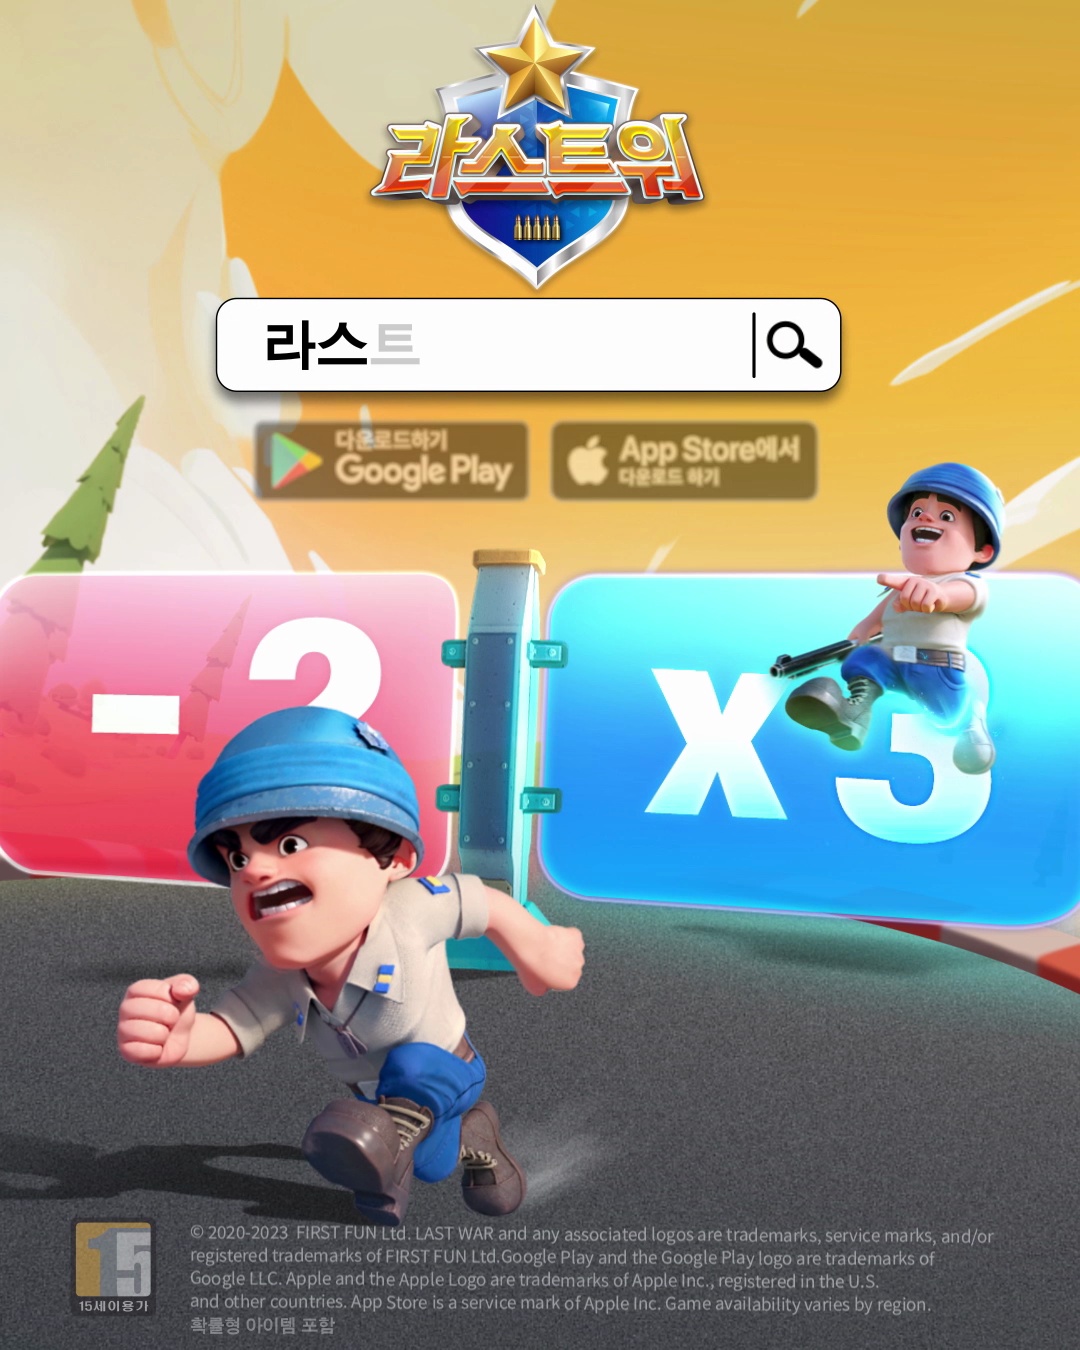 라스트워
라스트
다운로드하기
Google Play
App Store에서
다운로드 하기
- 2
x 3
15
15세이용가
© 2020-2023 FIRST FUN Ltd. LAST WAR and any associated logos are trademarks, service marks, and/or
registered trademarks of FIRST FUN Ltd.Google Play and the Google Play logo are trademarks of
Google LLC. Apple and the Apple Logo are trademarks of Apple Inc., registered in the U.S.
and other countries. App Store is a service mark of Apple Inc. Game availability varies by region.
확률형 아이템 포함